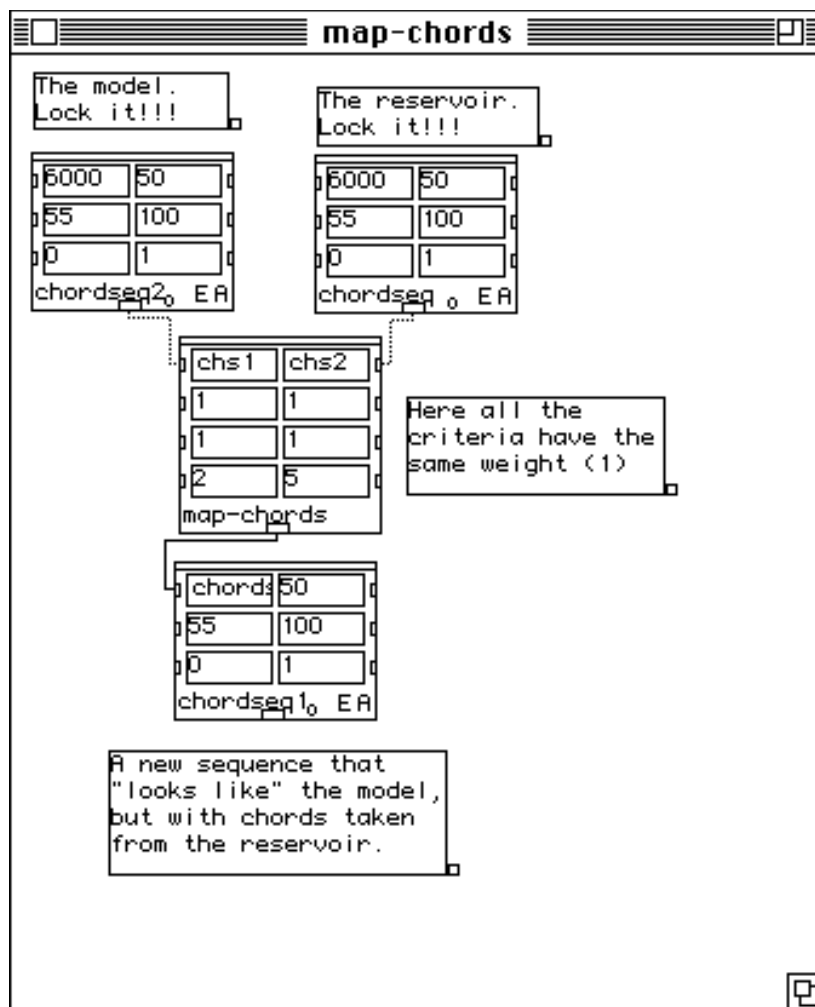 map-chords
The model.
Lock it!!!
The reservoir.
Lock it!!!
6000 50
55 100
0 1
chordseq2 o E A
6000 50
55 100
0 1
chordseq o E A
chs1 chs2
1 1
1 1
2 5
map-chords
Here all the
criteria have the
same weight (1)
chords 50
55 100
0 1
chordseq1 o E A
A new sequence that
"looks like" the model,
but with chords taken
from the reservoir.